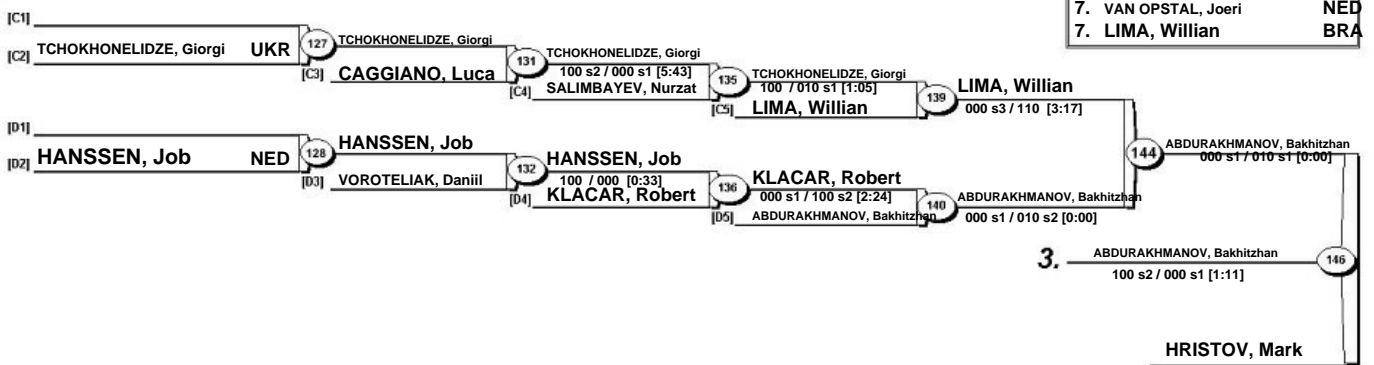 7. VAN OPSTAL, Joeri NED
7. LIMA, Willian BRA
[C1]
[C2] TCHOKHONELIDZE, Giorgi UKR
127
TCHOKHONELIDZE, Giorgi
[C3] CAGGIANO, Luca
131
TCHOKHONELIDZE, Giorgi
100 s2 / 000 s1 [5:43]
[C4] SALIMBAYEV, Nurzat
135
TCHOKHONELIDZE, Giorgi
100 / 010 s1 [1:05]
[C5] LIMA, Willian
139
LIMA, Willian
000 s3 / 110 [3:17]
[D1]
[D2] HANSSEN, Job NED
128
HANSSEN, Job
[D3] VOROTELIAK, Daniil
132
HANSSEN, Job
100 / 000 [0:33]
[D4] KLACAR, Robert
136
KLACAR, Robert
000 s1 / 100 s2 [2:24]
[D5] ABDURAKHMANOV, Bakhitzhan
140
ABDURAKHMANOV, Bakhitzhan
000 s1 / 010 s2 [0:00]
144
ABDURAKHMANOV, Bakhitzhan
000 s1 / 010 s1 [0:00]
3. ABDURAKHMANOV, Bakhitzhan
100 s2 / 000 s1 [1:11]
146
HRISTOV, Mark